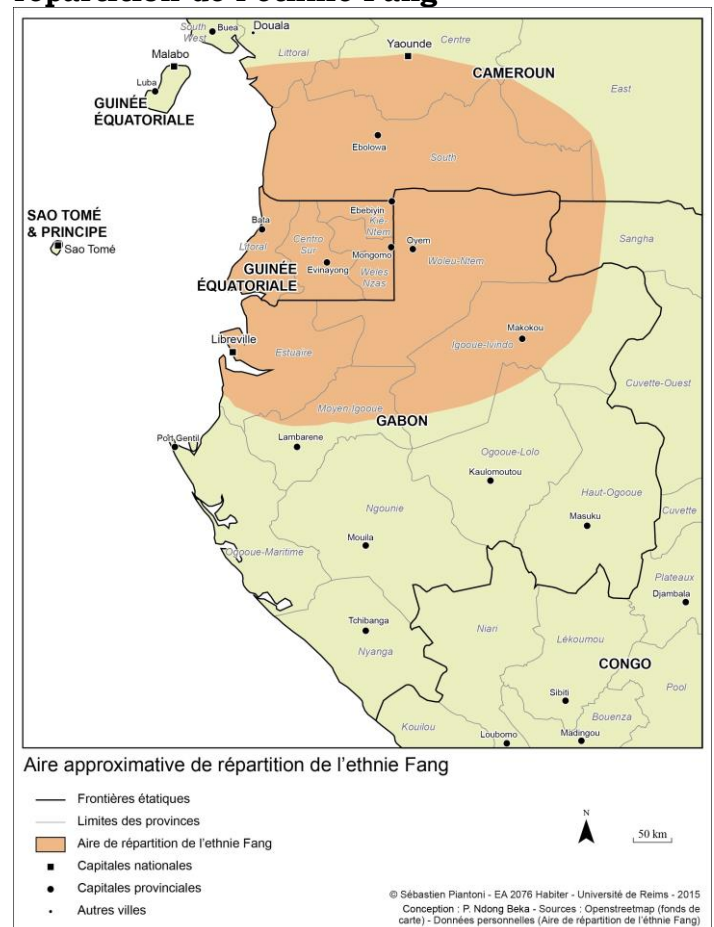 répartition de l'ethnie Fang
South West
Buea
Douala
Littoral
Centre
Yaounde
Malabo
CAMEROUN
East
Luba
GUINÉE
ÉQUATORIALE
Ebolowa
South
SAO TOMÉ
& PRINCIPE
Sao Tomé
Ebebiyin
Kie-
Ntem
Bata
Litoral
Centro
Sur
Mongomo
Oyem
Woleu-Ntem
Sangha
GUINÉE
ÉQUATORIALE
Evinayong
Weles
Nzas
Libreville
Estuaire
Makokou
Igooue-Ivindo
Cuvette-Ouest
Moyen-Igooue
GABON
Port Gentil
Lambarene
Ogooue-Lolo
Kaulomoutou
Haut-Ogooue
Ngounie
Masuku
Cuvette
Mouila
Ogooue-Maritime
Plateaux
Djambala
Tchibanga
Nyanga
Niari
Lékoumou
CONGO
Pool
Sibiti
Bouenza
Kouilou
Loubomo
Madingou
Aire approximative de répartition de l'ethnie Fang
Frontières étatiques
Limites des provinces
Aire de répartition de l'ethnie Fang
Capitales nationales
Capitales provinciales
Autres villes
N
50 km
© Sébastien Piantoni - EA 2076 Habiter - Université de Reims - 2015
Conception : P. Ndong Beka - Sources : Openstreetmap (fonds de
carte) - Données personnelles (Aire de répartition de l'éthnie Fang)